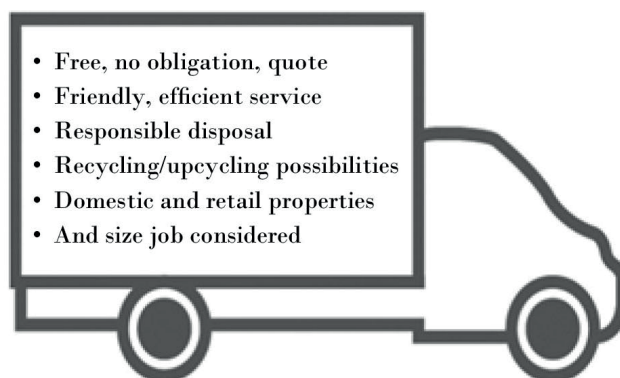 • Free, no obligation, quote
• Friendly, efficient service
• Responsible disposal
• Recycling/upcycling possibilities
• Domestic and retail properties
• And size job considered